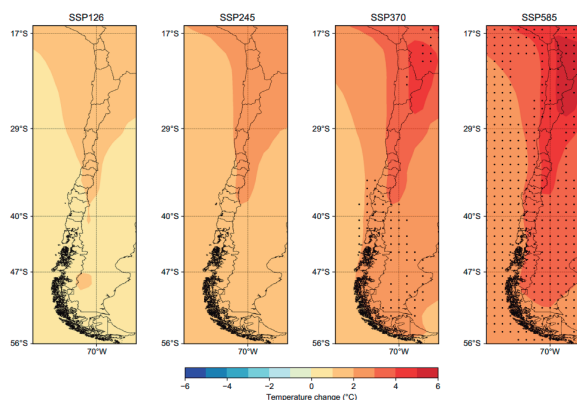 SSP126 SSP245 SSP370 SSP585
17°S 17°S 17°S 17°S
29°S 29°S 29°S 29°S
40°S 40°S 40°S 40°S
47°S 47°S 47°S 47°S
56°S 56°S 56°S 56°S
70°W 70°W 70°W 70°W
−6 −4 −2 0 2 4 6
Temperature change (°C)